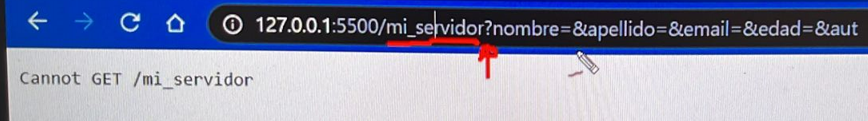 127.0.0.1:5500/mi_servidor?nombre=&apellido=&email=&edad=&aut
Cannot GET /mi_servidor